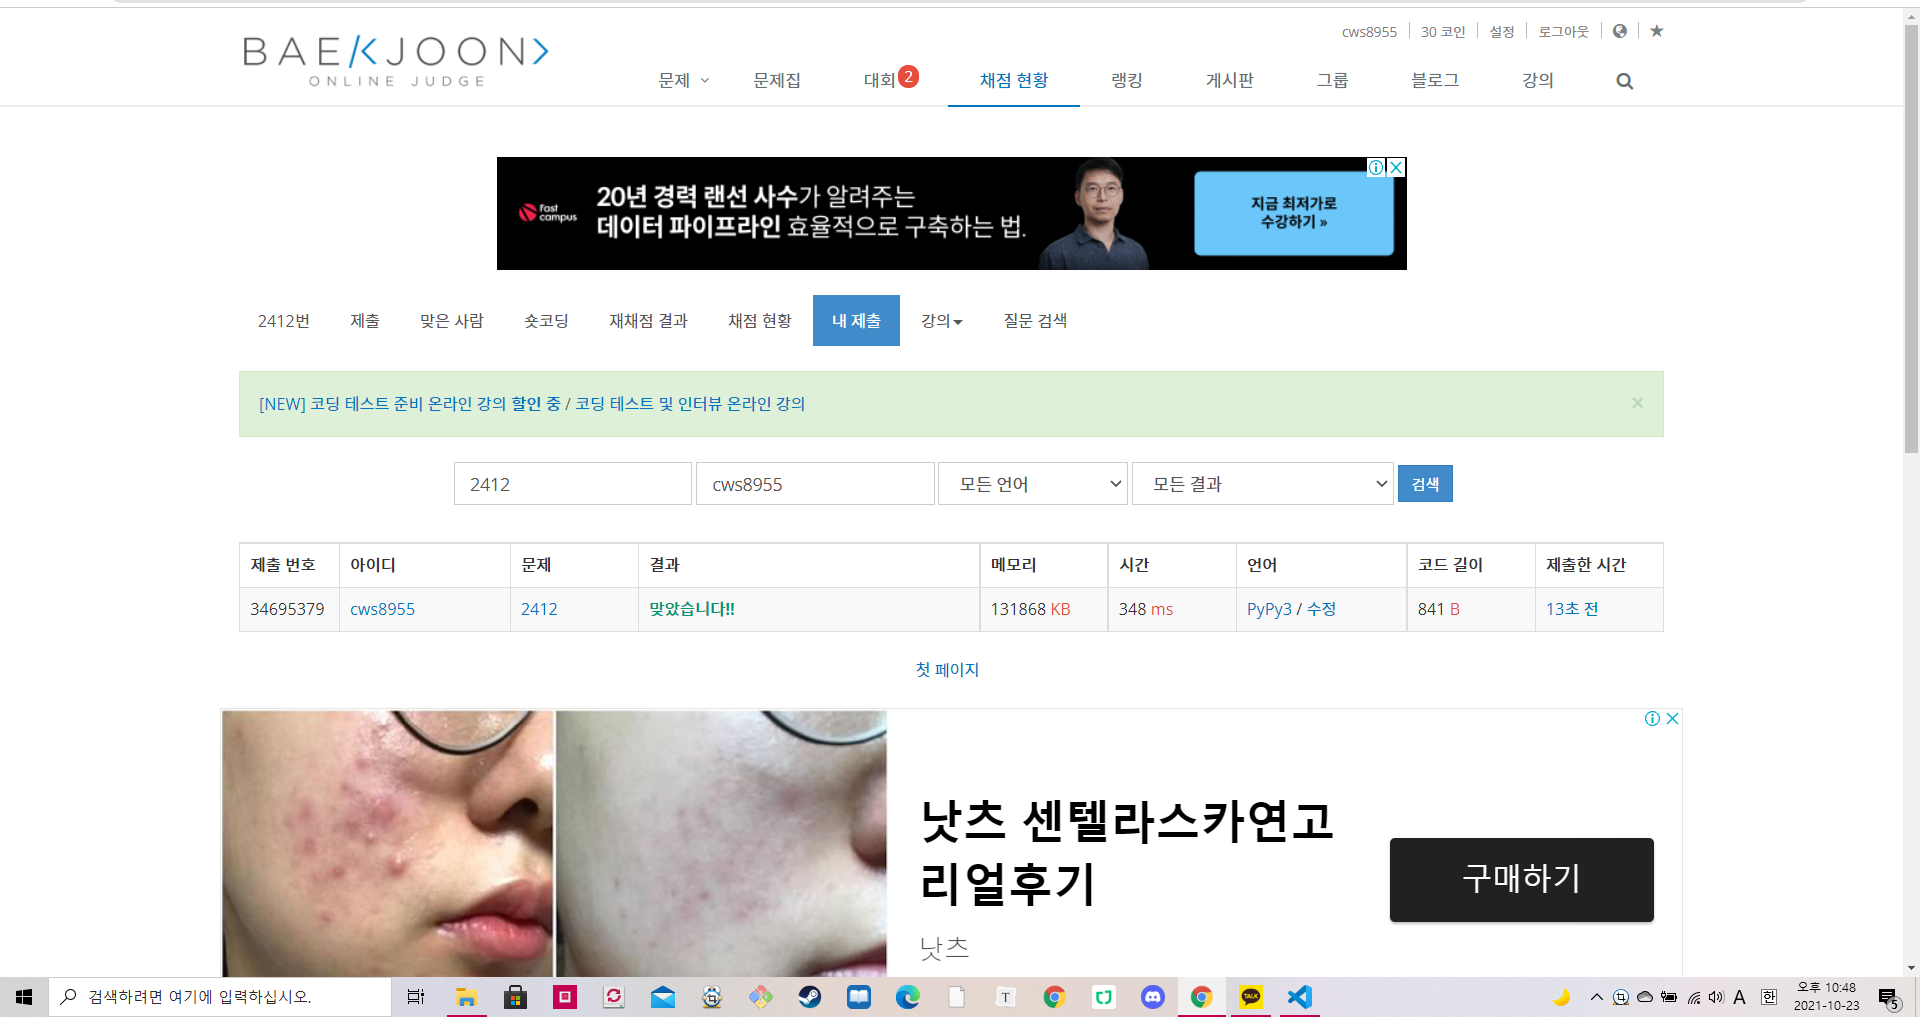 cws8955 30 코인 설정 로그아웃
BAEKJOON>
ONLINE JUDGE
문제 문제집 대회 2 채점 현황 랭킹 게시판 그룹 블로그 강의
Fast campus
20년 경력 랜선 사수가 알려주는
데이터 파이프라인 효율적으로 구축하는 법.
지금 최저가로
수강하기 »
2412번 제출 맞은 사람 숏코딩 재채점 결과 채점 현황 내 제출 강의 질문 검색
[NEW] 코딩 테스트 준비 온라인 강의 할인 중 / 코딩 테스트 및 인터뷰 온라인 강의 ×
2412 cws8955 모든 언어 모든 결과 검색
제출 번호 아이디 문제 결과 메모리 시간 언어 코드 길이 제출한 시간
34695379 cws8955 2412 맞았습니다!! 131868 KB 348 ms PyPy3 / 수정 841 B 13초 전
첫 페이지
낫츠 센텔라스카연고
리얼후기
낫츠
구매하기
검색하려면 여기에 입력하십시오.
T
TALK
A
한
오후 10:48
2021-10-23
5